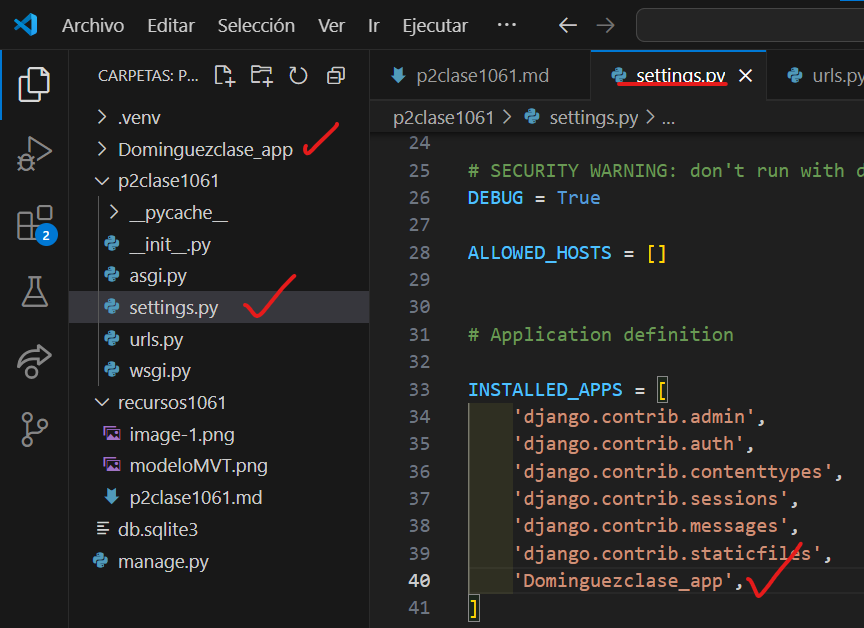 Archivo Editar Selección Ver Ir Ejecutar ...
CARPETAS: P...
.venv
Dominguezclase_app
p2clase1061
__pycache__
__init__.py
asgi.py
settings.py
urls.py
wsgi.py
recursos1061
image-1.png
modeloMVT.png
p2clase1061.md
db.sqlite3
manage.py
2
p2clase1061.md settings.py urls.py
p2clase1061 > settings.py > ...
24
25 # SECURITY WARNING: don't run with d
26 DEBUG = True
27
28 ALLOWED_HOSTS = []
29
30
31 # Application definition
32
33 INSTALLED_APPS = [
34 'django.contrib.admin',
35 'django.contrib.auth',
36 'django.contrib.contenttypes',
37 'django.contrib.sessions',
38 'django.contrib.messages',
39 'django.contrib.staticfiles',
40 'Dominguezclase_app',
41 ]